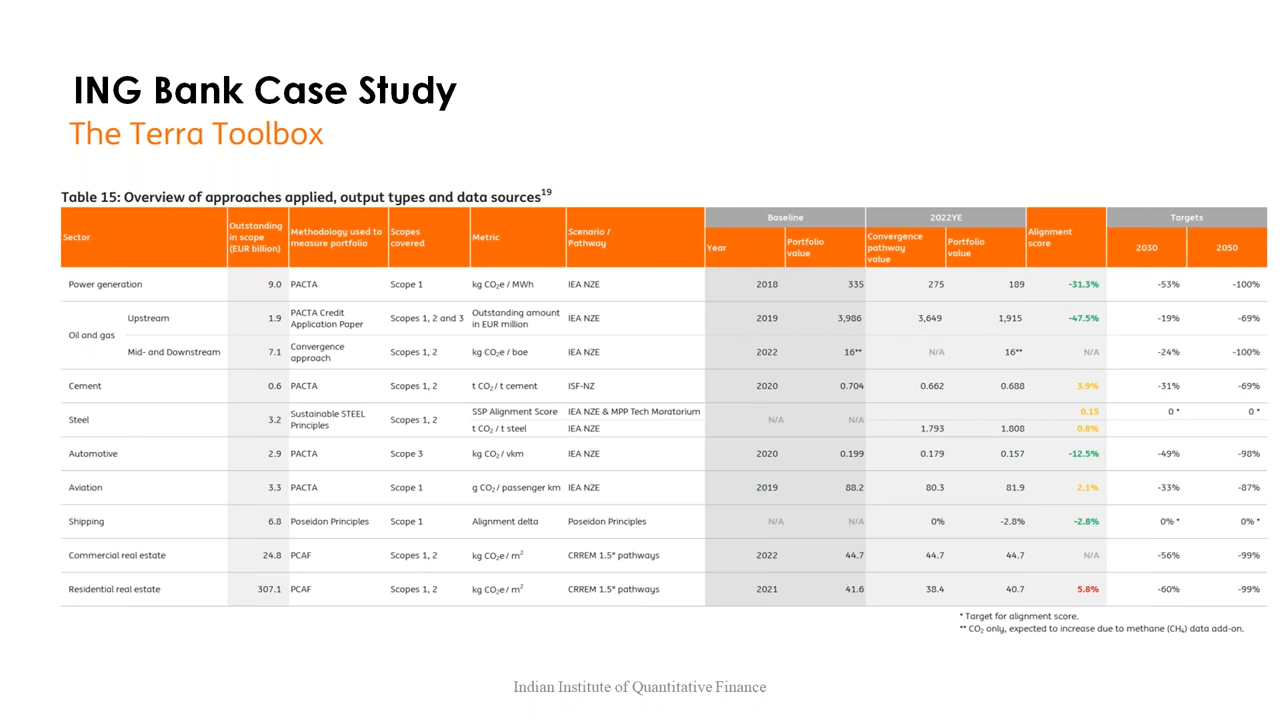 ING Bank Case Study
The Terra Toolbox
Table 15: Overview of approaches applied, output types and data sources19
Sector Outstanding in scope (EUR billion) Methodology used to measure portfolio Scopes covered Metric Scenario / Pathway Baseline 2022YE Alignment score Targets
Year Portfolio value Convergence pathway value Portfolio value 2030 2050
Power generation 9.0 PACTA Scope 1 kg CO2e / MWh IEA NZE 2018 335 275 189 -31.3% -53% -100%
Oil and gas Upstream 1.9 PACTA Credit Application Paper Scopes 1, 2 and 3 Outstanding amount in EUR million IEA NZE 2019 3,986 3,649 1,915 -47.5% -19% -69%
Mid- and Downstream 7.1 Convergence approach Scopes 1, 2 kg CO2e / boe IEA NZE 2022 16** N/A 16** N/A -24% -100%
Cement 0.6 PACTA Scopes 1, 2 t CO2 / t cement ISF-NZ 2020 0.704 0.662 0.688 3.9% -31% -69%
Steel 3.2 Sustainable STEEL Principles Scopes 1, 2 SSP Alignment Score IEA NZE & MPP Tech Moratorium N/A N/A 0.15 0 * 0 *
t CO2 / t steel IEA NZE 1.793 1.808 0.8%
Automotive 2.9 PACTA Scope 3 kg CO2 / vkm IEA NZE 2020 0.199 0.179 0.157 -12.5% -49% -98%
Aviation 3.3 PACTA Scope 1 g CO2 / passenger km IEA NZE 2019 88.2 80.3 81.9 2.1% -33% -87%
Shipping 6.8 Poseidon Principles Scope 1 Alignment delta Poseidon Principles N/A N/A 0% -2.8% -2.8% 0% * 0% *
Commercial real estate 24.8 PCAF Scopes 1, 2 kg CO2e / m2 CRREM 1.5° pathways 2022 44.7 44.7 44.7 N/A -56% -99%
Residential real estate 307.1 PCAF Scopes 1, 2 kg CO2e / m2 CRREM 1.5° pathways 2021 41.6 38.4 40.7 5.8% -60% -99%
* Target for alignment score.
** CO2 only, expected to increase due to methane (CH4) data add-on.
Indian Institute of Quantitative Finance